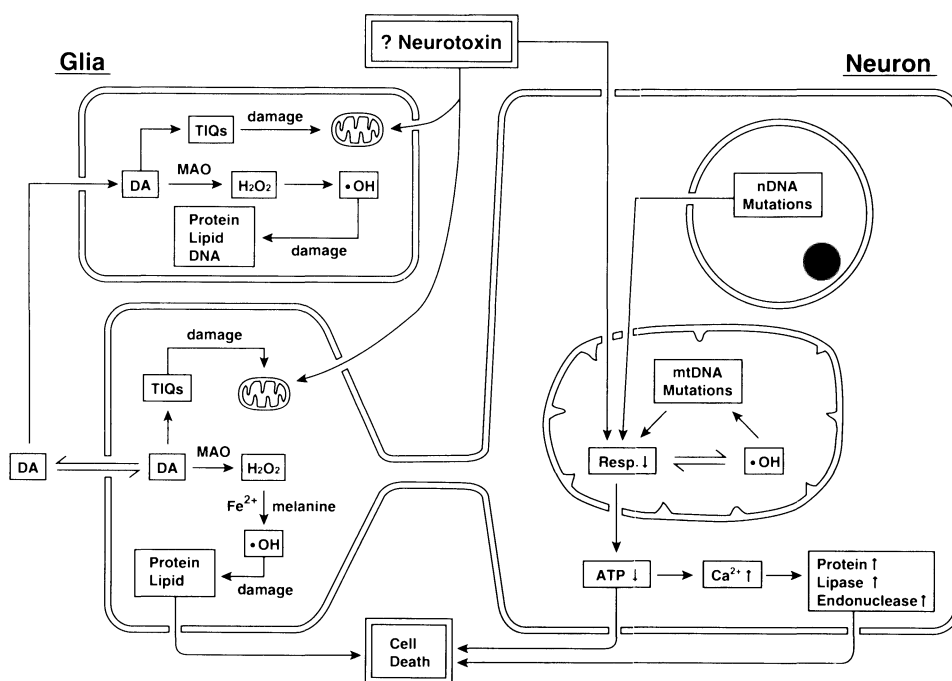 ? Neurotoxin
Glia
Neuron
TIQs
damage
DA
MAO
H₂O₂
•OH
Protein
Lipid
DNA
damage
nDNA
Mutations
damage
TIQs
mtDNA
Mutations
DA
DA
MAO
H₂O₂
Resp.↓
•OH
Fe²⁺
melanine
•OH
Protein
Lipid
damage
ATP ↓
Ca²⁺ ↑
Protein ↑
Lipase ↑
Endonuclease ↑
Cell
Death